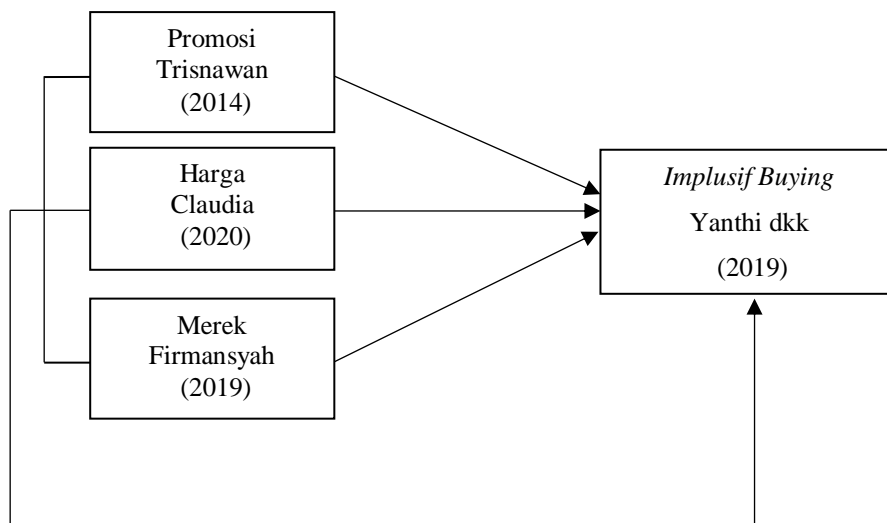 Promosi
Trisnawan
(2014)
Harga
Claudia
(2020)
Merek
Firmansyah
(2019)
Implusif Buying
Yanthi dkk
(2019)